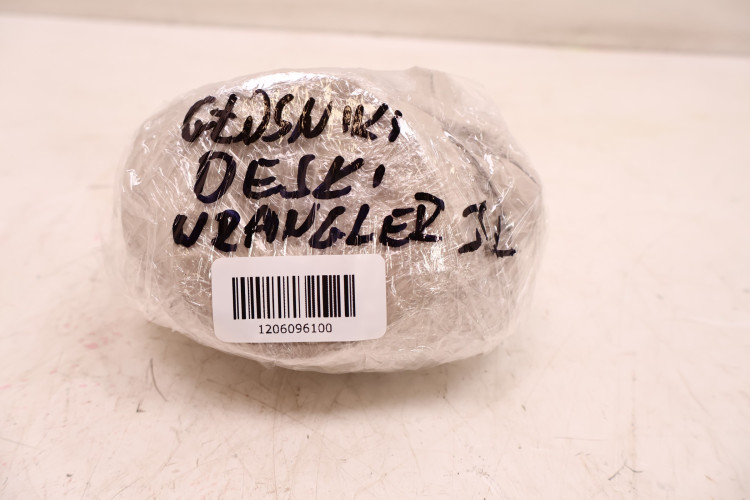 GŁOŚNIKI
DESKI
WRANGLER JL
1206096100